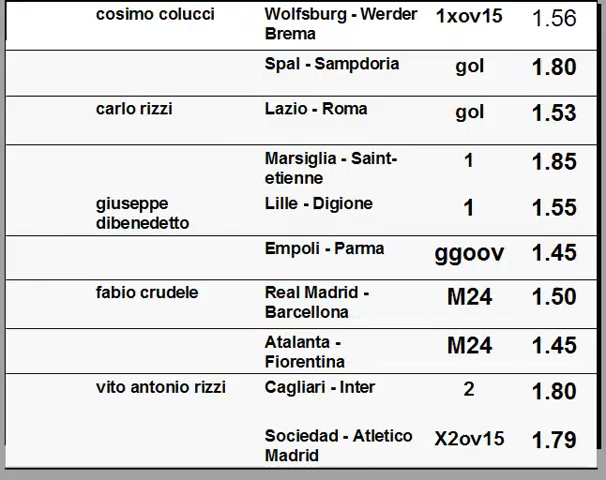 cosimo colucci Wolfsburg - Werder Brema 1xov15 1.56
Spal - Sampdoria gol 1.80
carlo rizzi Lazio - Roma gol 1.53
Marsiglia - Saint-etienne 1 1.85
giuseppe dibenedetto Lille - Digione 1 1.55
Empoli - Parma ggoov 1.45
fabio crudele Real Madrid - Barcellona M24 1.50
Atalanta - Fiorentina M24 1.45
vito antonio rizzi Cagliari - Inter 2 1.80
Sociedad - Atletico Madrid X2ov15 1.79